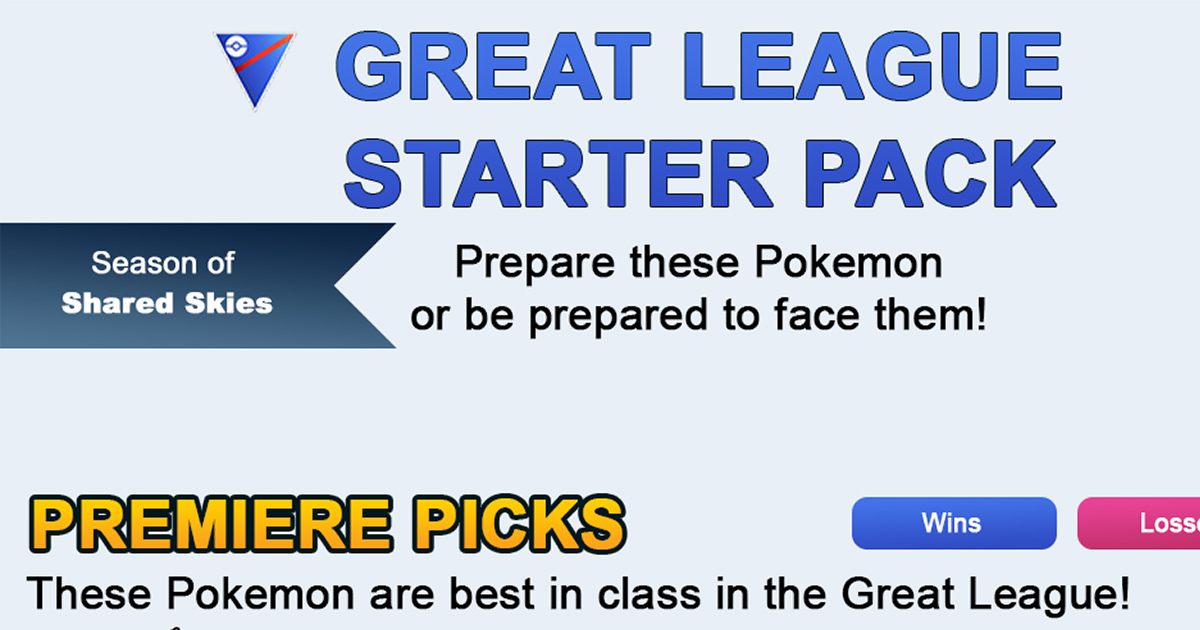 GREAT LEAGUE
STARTER PACK
Season of
Shared Skies
Prepare these Pokemon
or be prepared to face them!
PREMIERE PICKS
Wins
These Pokemon are best in class in the Great League!